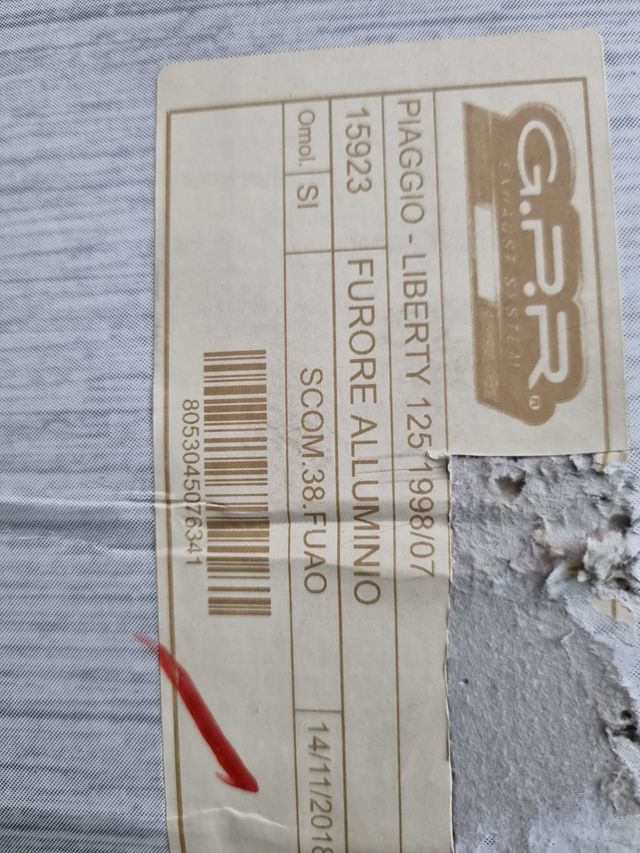 G.P.R
EXHAUST SYSTEM
®
PIAGGIO - LIBERTY 125 1998/07
15923 FURORE ALLUMINIO
Omol. SI SCOM.38.FUAO 14/11/2018
8053045076341